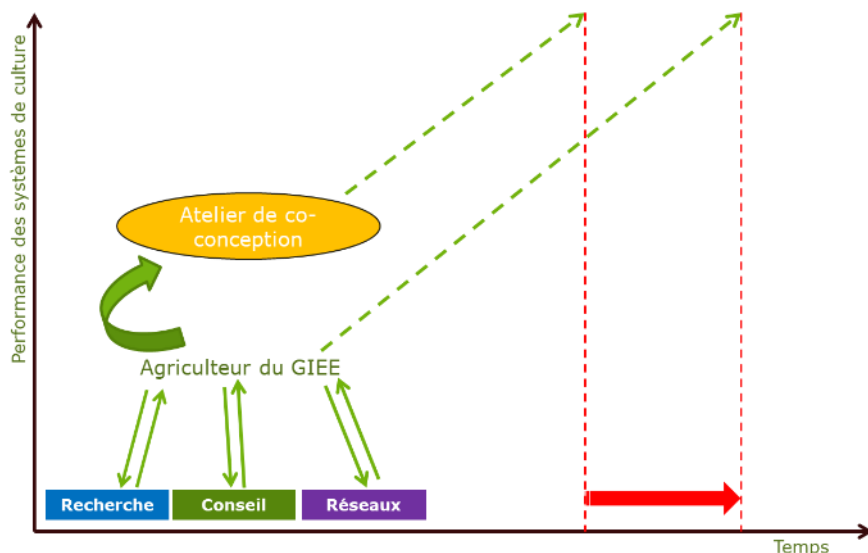 Performance des systèmes de culture
Atelier de co-
conception
Agriculteur du GIEE
Recherche
Conseil
Réseaux
Temps